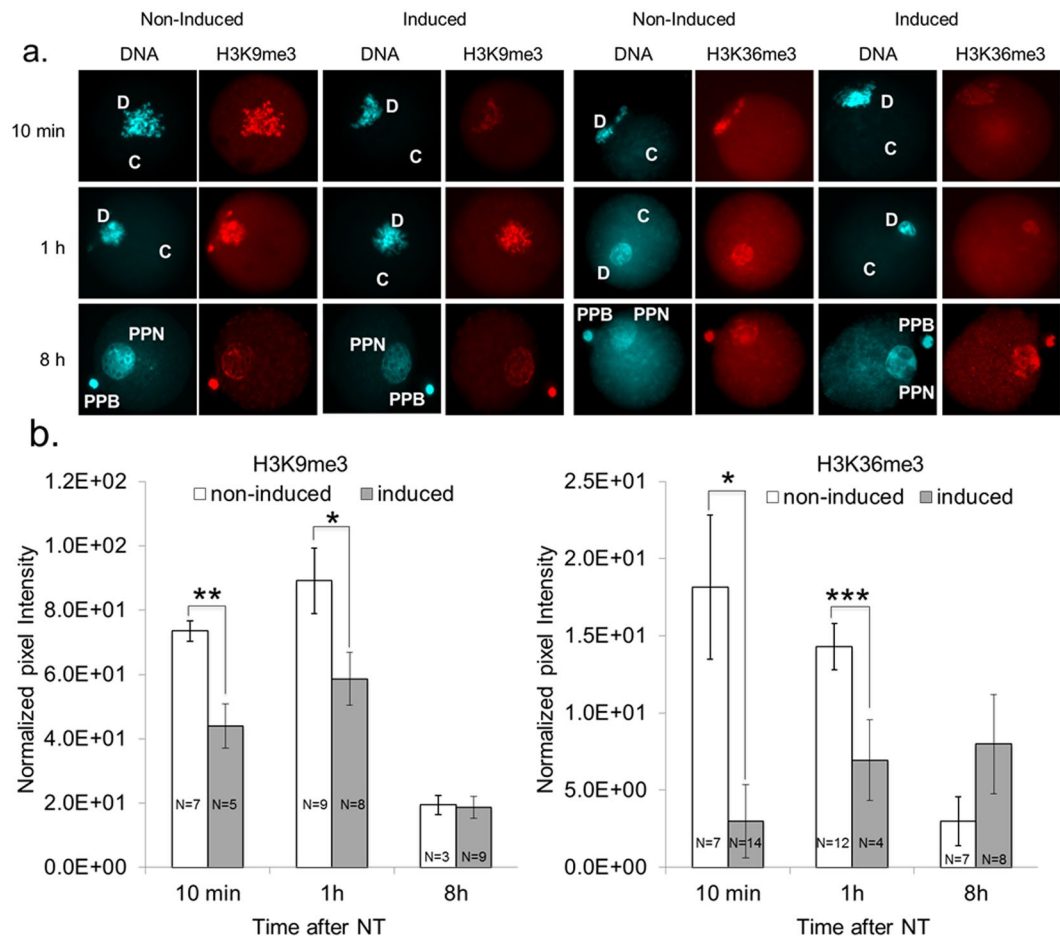 Non-Induced Induced Non-Induced Induced
a. DNA H3K9me3 DNA H3K9me3 DNA H3K36me3 DNA H3K36me3
10 min D C D C D C D C
1 h D C D C C D D C
8 h PPN PPB PPN PPB PPB PPN PPB PPN
b.
H3K9me3
non-induced induced
Normalized pixel Intensity
1.2E+02
1.0E+02
8.0E+01
6.0E+01
4.0E+01
2.0E+01
0.0E+00
** *
N=7 N=5 N=9 N=8 N=3 N=9
10 min 1h 8h
Time after NT
H3K36me3
non-induced induced
Normalized pixel Intensity
2.5E+01
2.0E+01
1.5E+01
1.0E+01
5.0E+00
0.0E+00
* ***
N=7 N=14 N=12 N=4 N=7 N=8
10 min 1h 8h
Time after NT